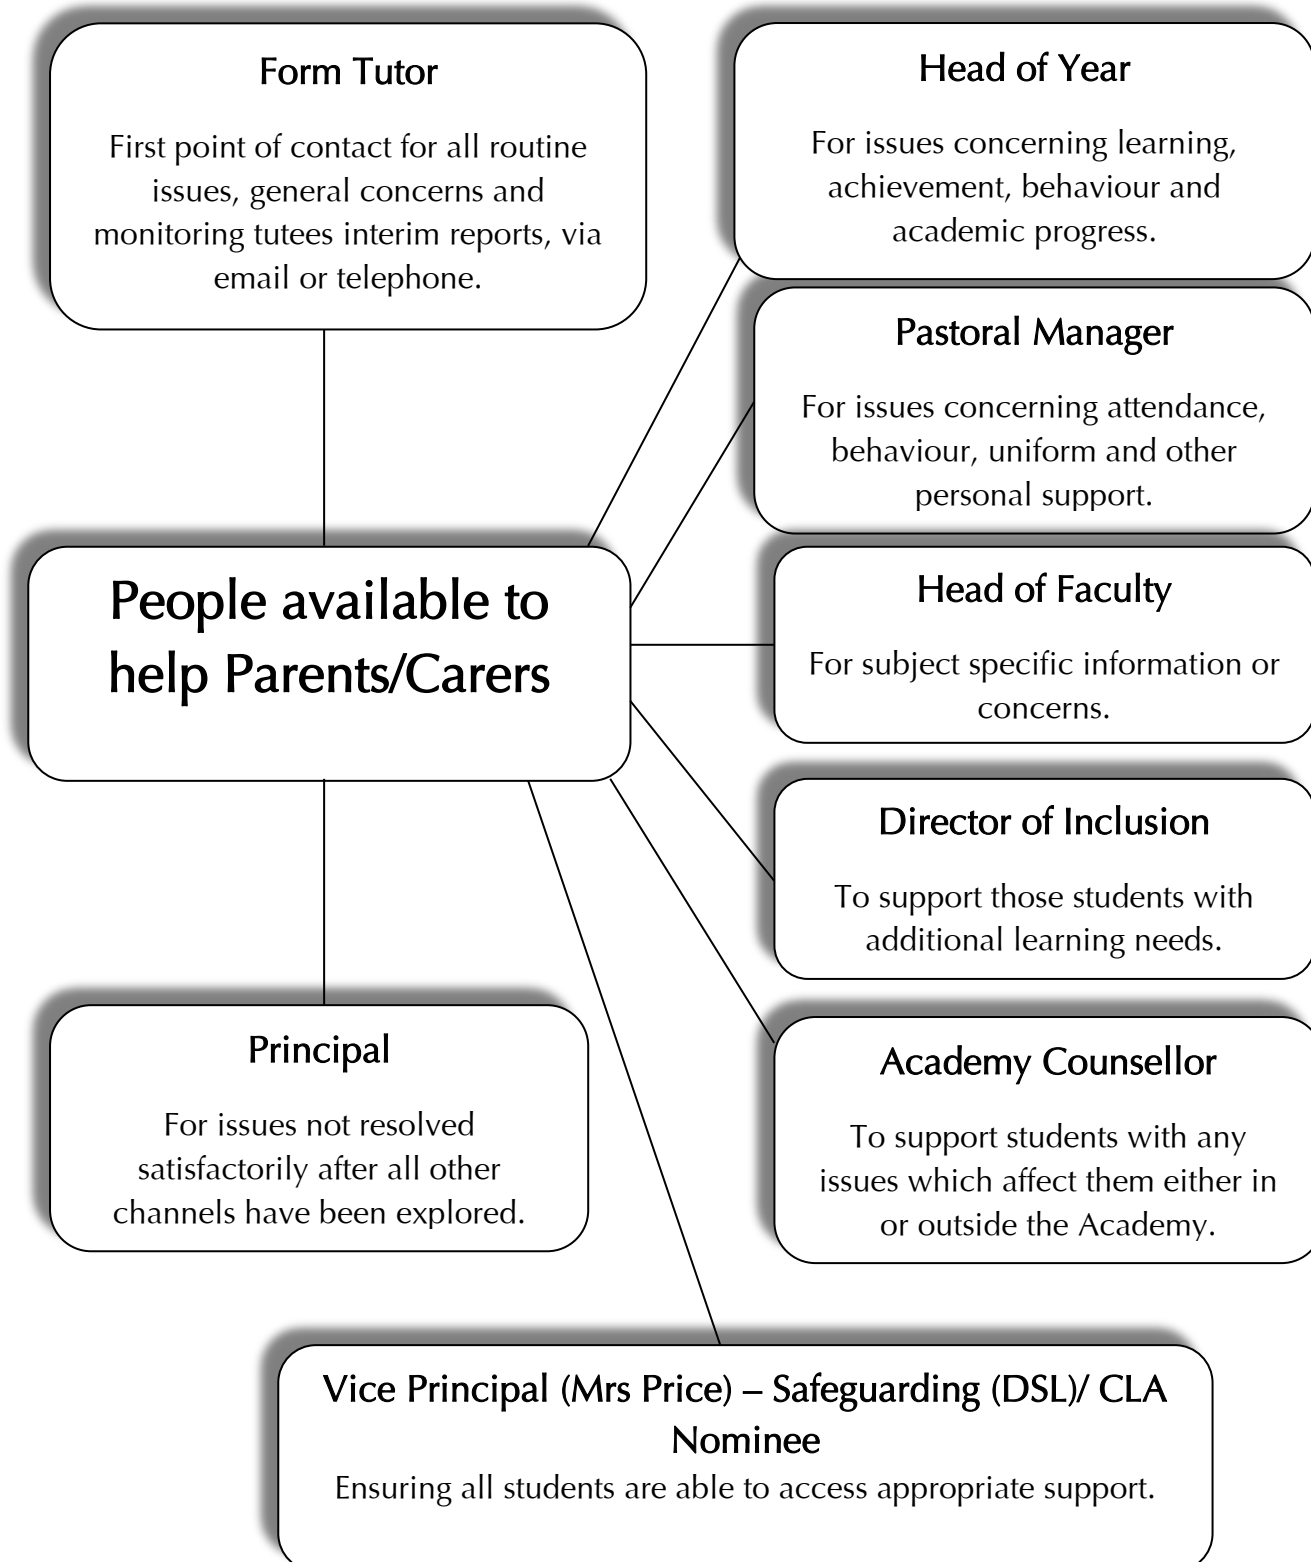 Form Tutor
First point of contact for all routine
issues, general concerns and
monitoring tutees interim reports, via
email or telephone.
Head of Year
For issues concerning learning,
achievement, behaviour and
academic progress.
Pastoral Manager
For issues concerning attendance,
behaviour, uniform and other
personal support.
People available to
help Parents/Carers
Head of Faculty
For subject specific information or
concerns.
Director of Inclusion
To support those students with
additional learning needs.
Principal
For issues not resolved
satisfactorily after all other
channels have been explored.
Academy Counsellor
To support students with any
issues which affect them either in
or outside the Academy.
Vice Principal (Mrs Price) – Safeguarding (DSL)/ CLA
Nominee
Ensuring all students are able to access appropriate support.